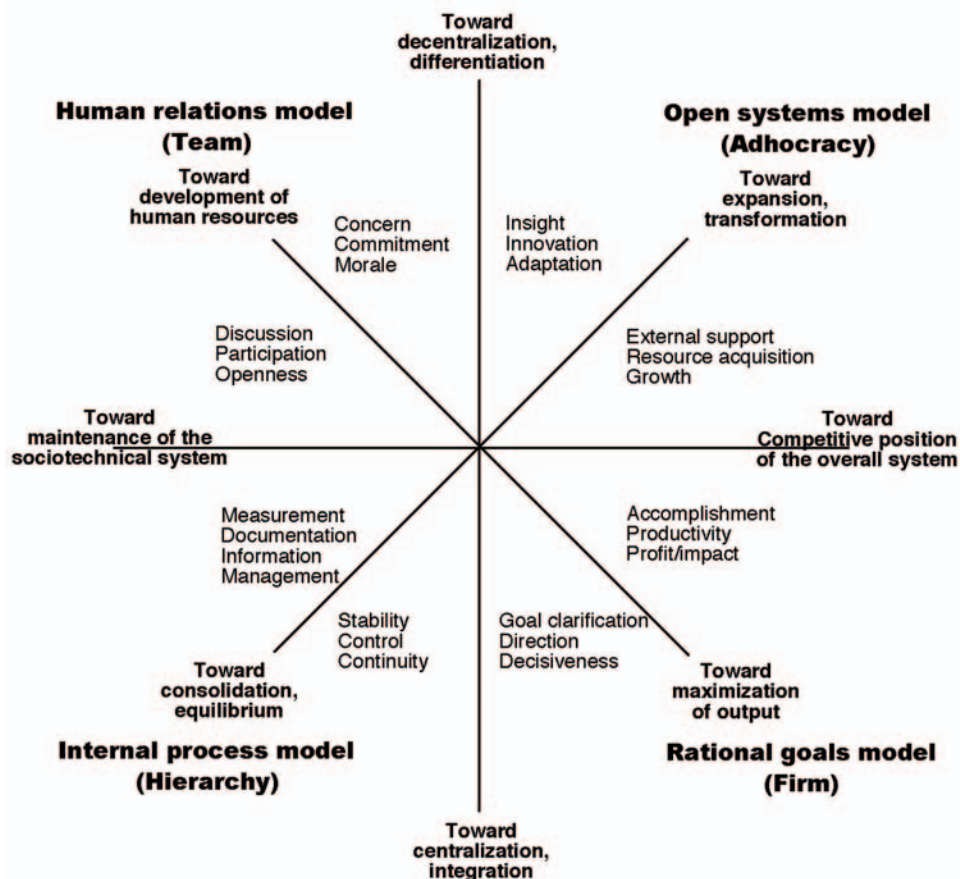 Toward
decentralization,
differentiation
Human relations model
(Team)
Open systems model
(Adhocracy)
Toward
development of
human resources
Toward
expansion,
transformation
Concern
Commitment
Morale
Insight
Innovation
Adaptation
Discussion
Participation
Openness
External support
Resource acquisition
Growth
Toward
maintenance of the
sociotechnical system
Toward
Competitive position
of the overall system
Measurement
Documentation
Information
Management
Accomplishment
Productivity
Profit/impact
Stability
Control
Continuity
Goal clarification
Direction
Decisiveness
Toward
consolidation,
equilibrium
Toward
maximization
of output
Internal process model
(Hierarchy)
Rational goals model
(Firm)
Toward
centralization,
integration